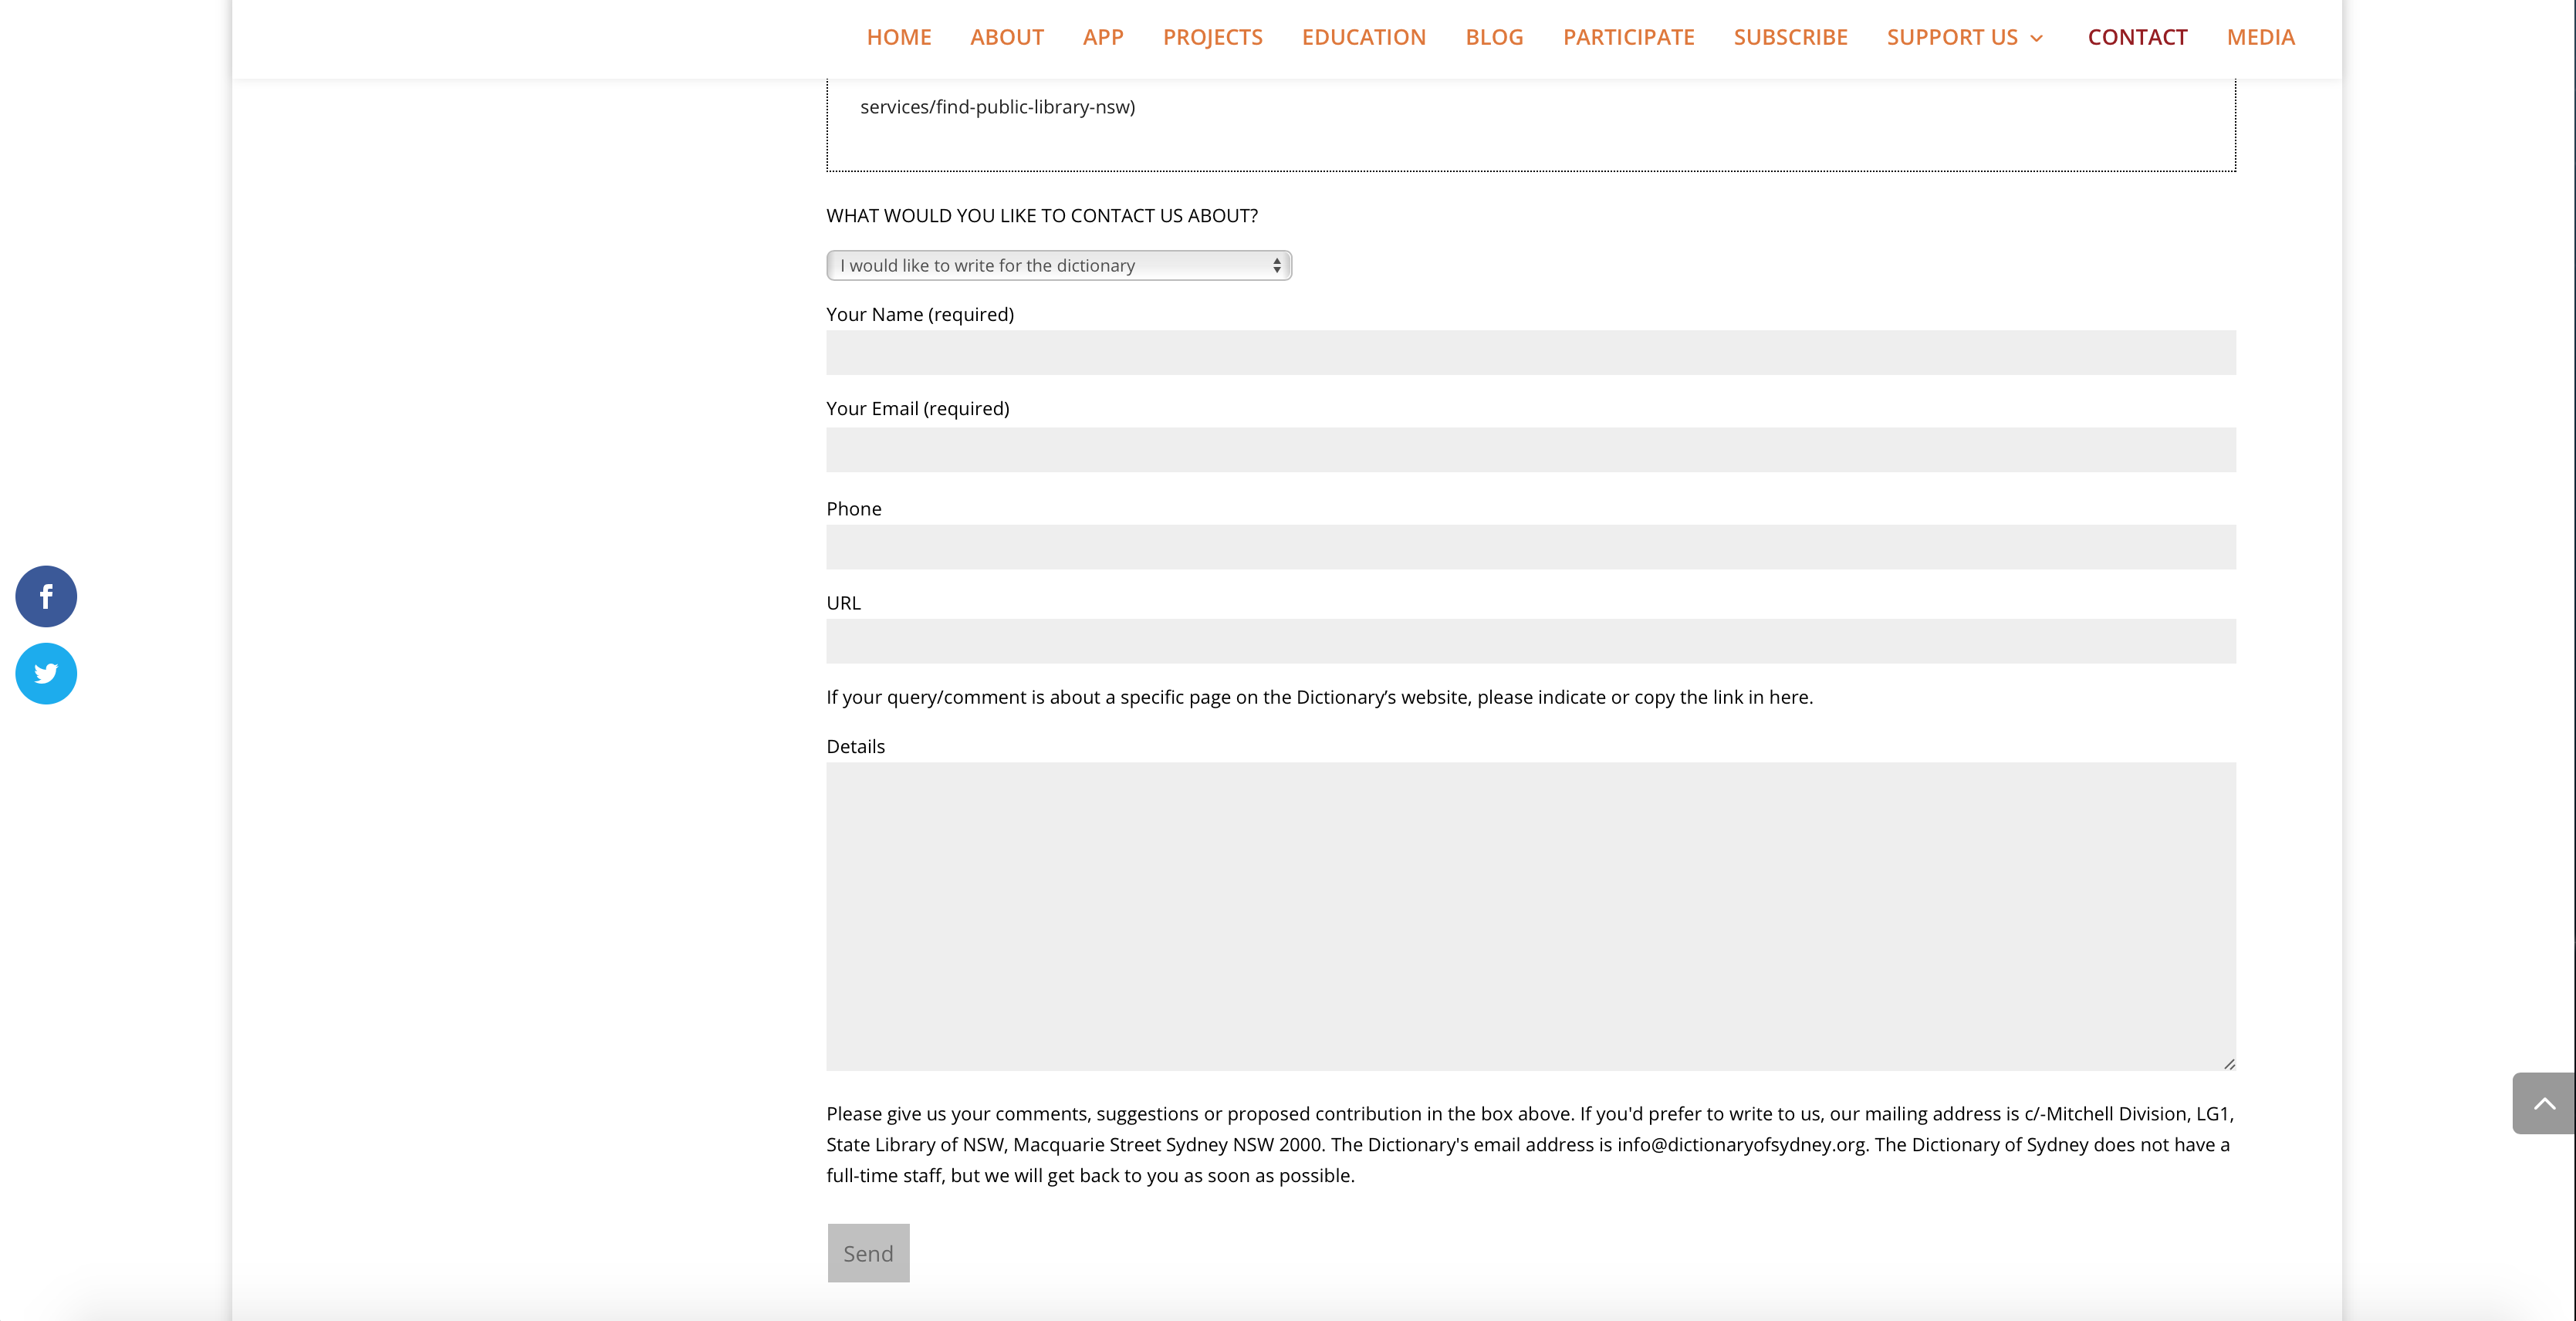 HOME ABOUT APP PROJECTS EDUCATION BLOG PARTICIPATE SUBSCRIBE SUPPORT US CONTACT MEDIA
services/find-public-library-nsw)
WHAT WOULD YOU LIKE TO CONTACT US ABOUT?
I would like to write for the dictionary
Your Name (required)
Your Email (required)
Phone
URL
If your query/comment is about a specific page on the Dictionary’s website, please indicate or copy the link in here.
Details
Please give us your comments, suggestions or proposed contribution in the box above. If you'd prefer to write to us, our mailing address is c/-Mitchell Division, LG1,
State Library of NSW, Macquarie Street Sydney NSW 2000. The Dictionary's email address is info@dictionaryofsydney.org. The Dictionary of Sydney does not have a
full-time staff, but we will get back to you as soon as possible.
Send